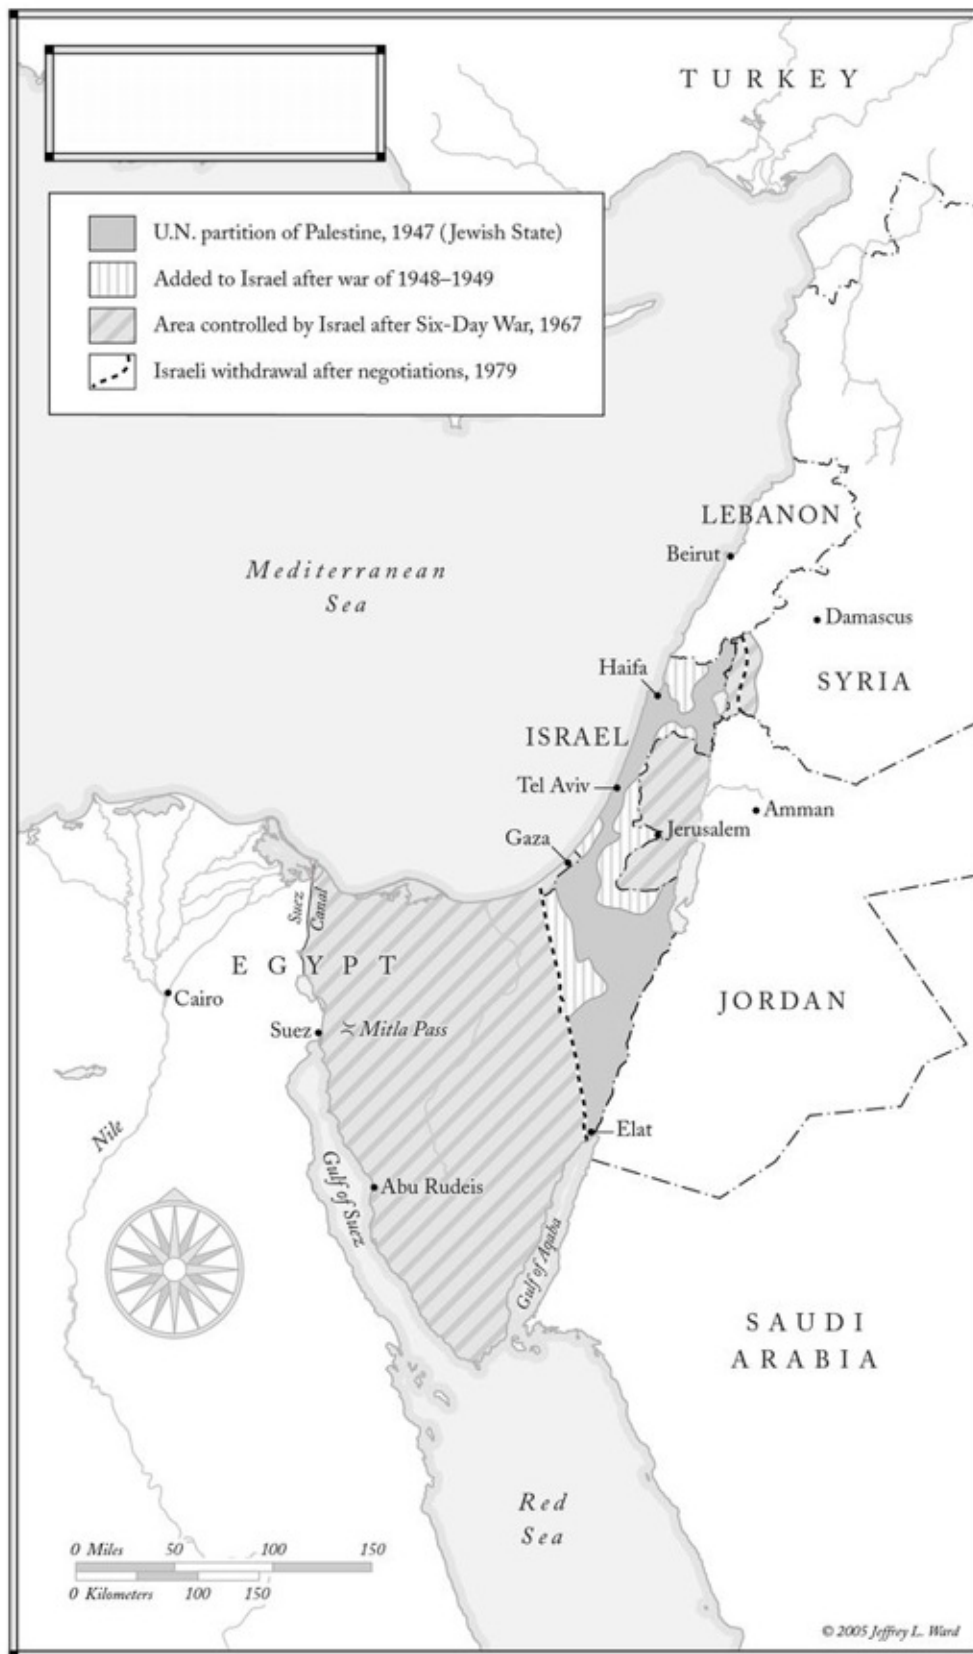 TURKEY
U.N. partition of Palestine, 1947 (Jewish State)
Added to Israel after war of 1948–1949
Area controlled by Israel after Six-Day War, 1967
Israeli withdrawal after negotiations, 1979
LEBANON
Beirut
Mediterranean
Sea
Damascus
Haifa
SYRIA
ISRAEL
Tel Aviv
Amman
Jerusalem
Gaza
Suez
Canal
EGYPT
Cairo
JORDAN
Suez
Mitla Pass
Nile
Elat
Gulf of Suez
Abu Rudeis
Gulf of Aqaba
SAUDI
ARABIA
Red
Sea
0 Miles 50 100 150
0 Kilometers 100 150
© 2005 Jeffrey L. Ward